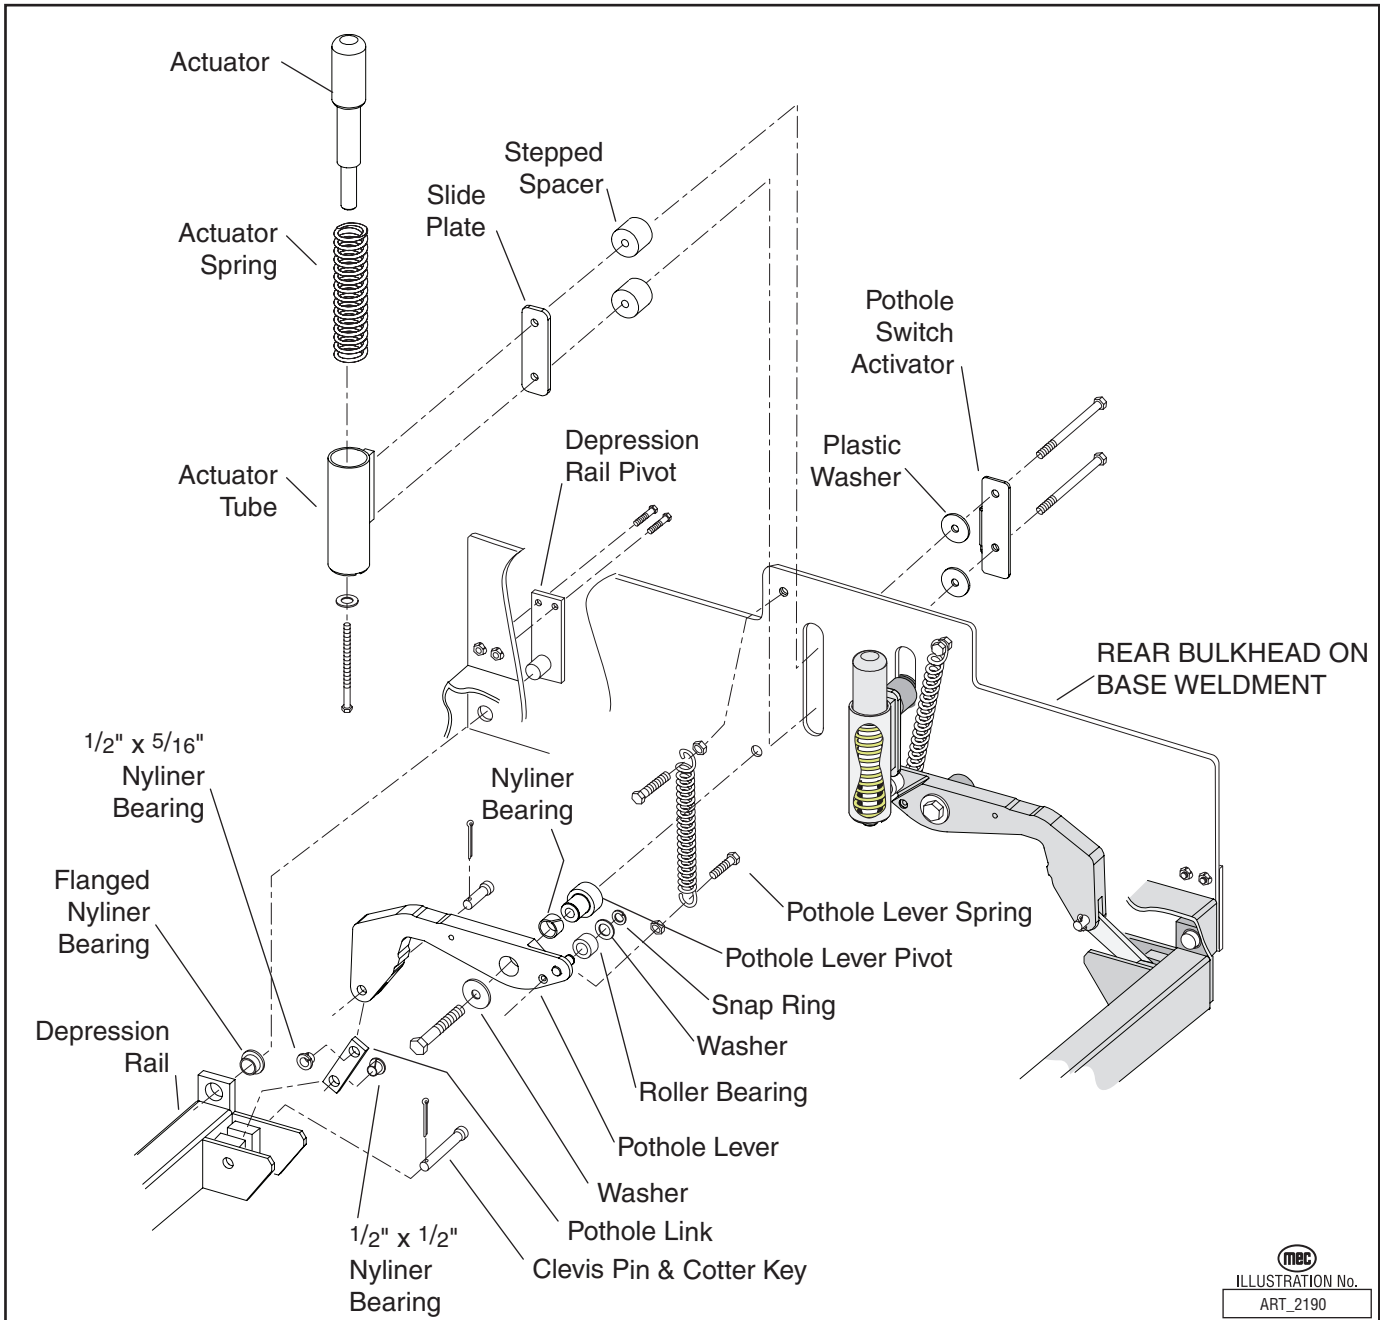 Actuator
Stepped
Spacer
Slide
Plate
Actuator
Spring
Pothole
Switch
Activator
Depression
Rail Pivot
Plastic
Washer
Actuator
Tube
REAR BULKHEAD ON
BASE WELDMENT
1/2" x 5/16"
Nyliner
Bearing
Nyliner
Bearing
Flanged
Nyliner
Bearing
Pothole Lever Spring
Pothole Lever Pivot
Snap Ring
Depression
Rail
Washer
Roller Bearing
Pothole Lever
Washer
Pothole Link
1/2" x 1/2"
Nyliner
Bearing
Clevis Pin & Cotter Key
mec
ILLUSTRATION No.
ART_2190